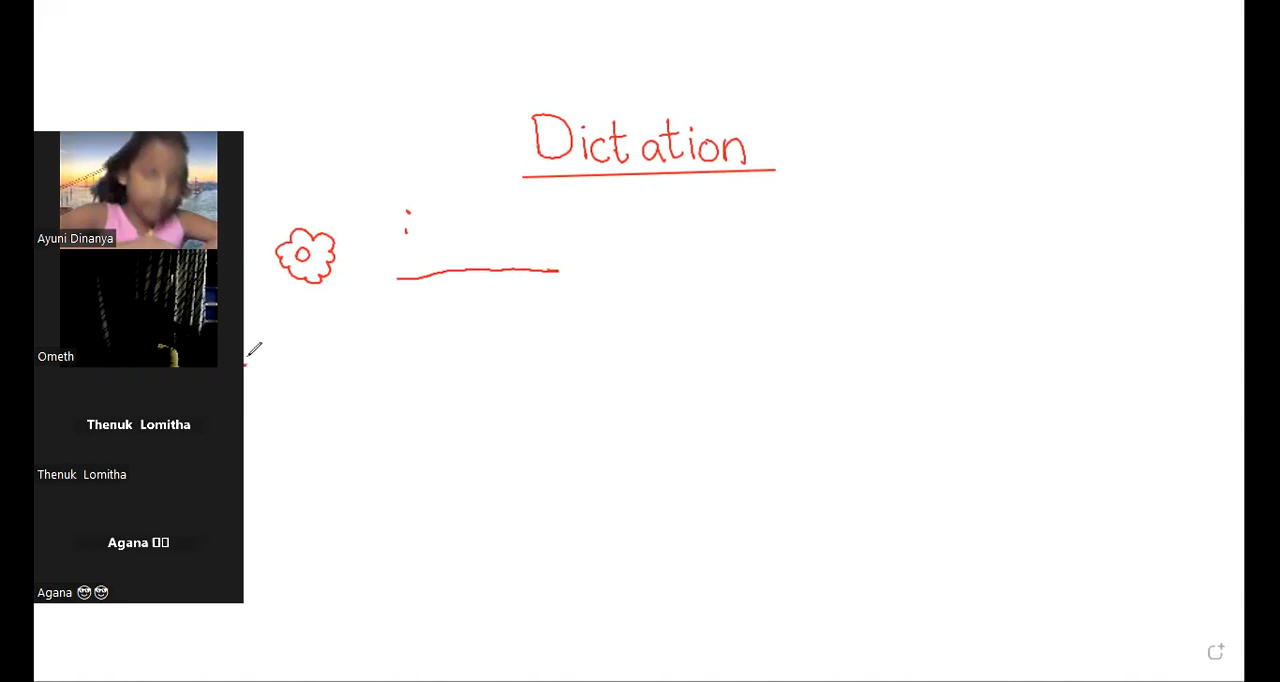 Dictation
Ayuni Dinanya
Ometh
Thenuk Lomitha
Thenuk Lomitha
Agana
Agana 😎😎